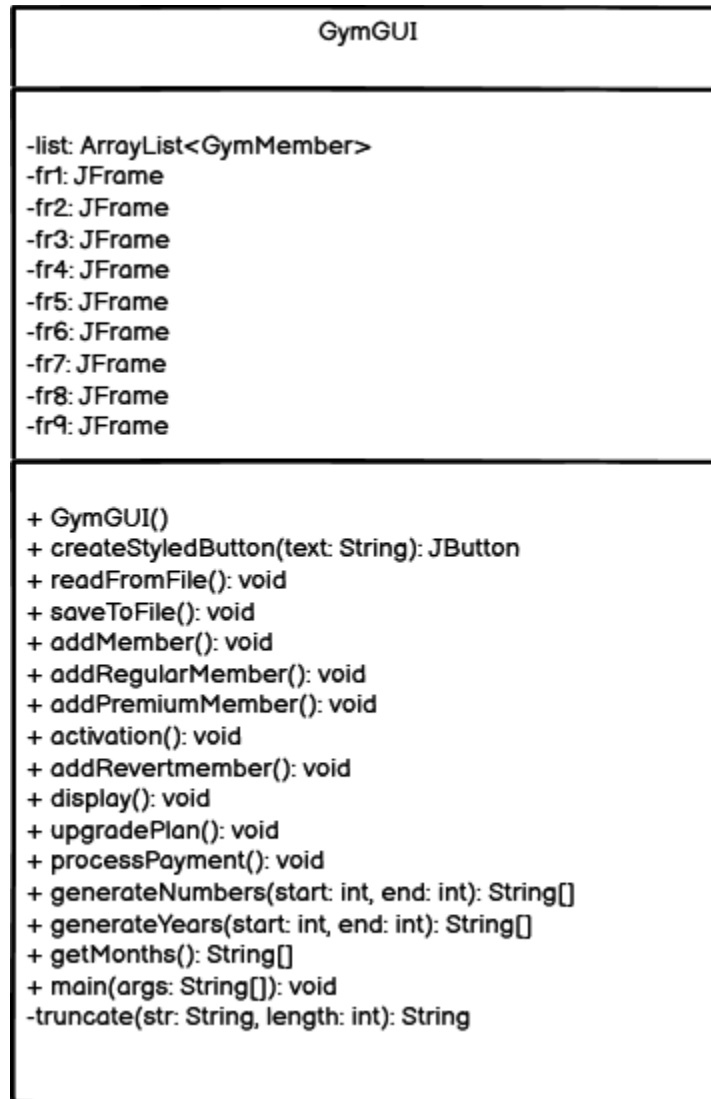 GymGUI
-list: ArrayList<GymMember>
-fr1: JFrame
-fr2: JFrame
-fr3: JFrame
-fr4: JFrame
-fr5: JFrame
-fr6: JFrame
-fr7: JFrame
-fr8: JFrame
-fr9: JFrame
+ GymGUI()
+ createStyledButton(text: String): JButton
+ readFromFile(): void
+ saveToFile(): void
+ addMember(): void
+ addRegularMember(): void
+ addPremiumMember(): void
+ activation(): void
+ addRevertmember(): void
+ display(): void
+ upgradePlan(): void
+ processPayment(): void
+ generateNumbers(start: int, end: int): String[]
+ generateYears(start: int, end: int): String[]
+ getMonths(): String[]
+ main(args: String[]): void
-truncate(str: String, length: int): String